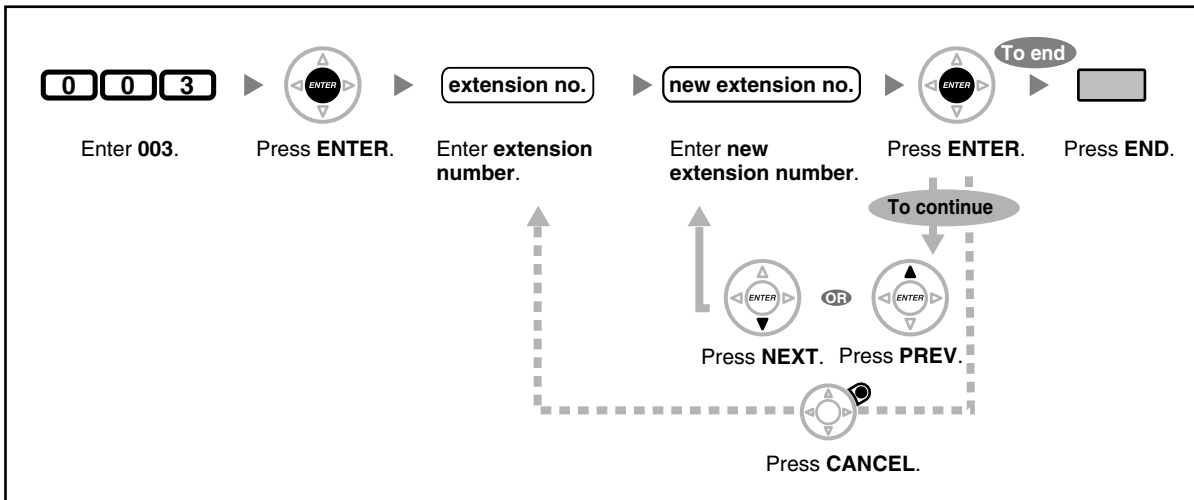 To end
0 0 3
ENTER
extension no.
new extension no.
ENTER
Enter 003.
Press ENTER.
Enter extension
number.
Enter new
extension number.
Press ENTER.
Press END.
To continue
ENTER
OR
ENTER
Press NEXT.
Press PREV.
Press CANCEL.